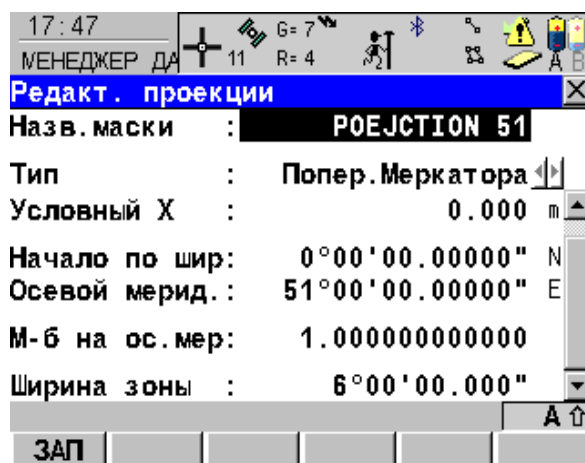 17:47
G= 7
МЕНЕДЖЕР ДА
11 R= 4
A B
Редакт. проекции
Назв.маски : POEJCTION 51
Тип : Попер.Меркатора
Условный X : 0.000 m
Начало по шир: 0°00'00.00000" N
Осевой мерид.: 51°00'00.00000" E
М-б на ос.мер: 1.000000000000
Ширина зоны : 6°00'00.000"
A
ЗАП